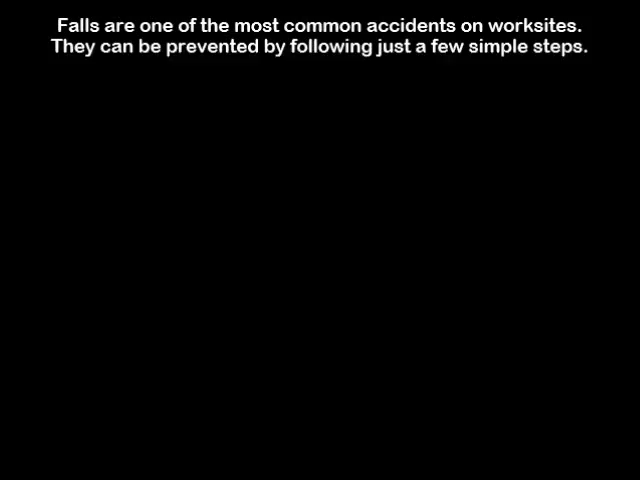 Falls are one of the most common accidents on worksites.
They can be prevented by following just a few simple steps.